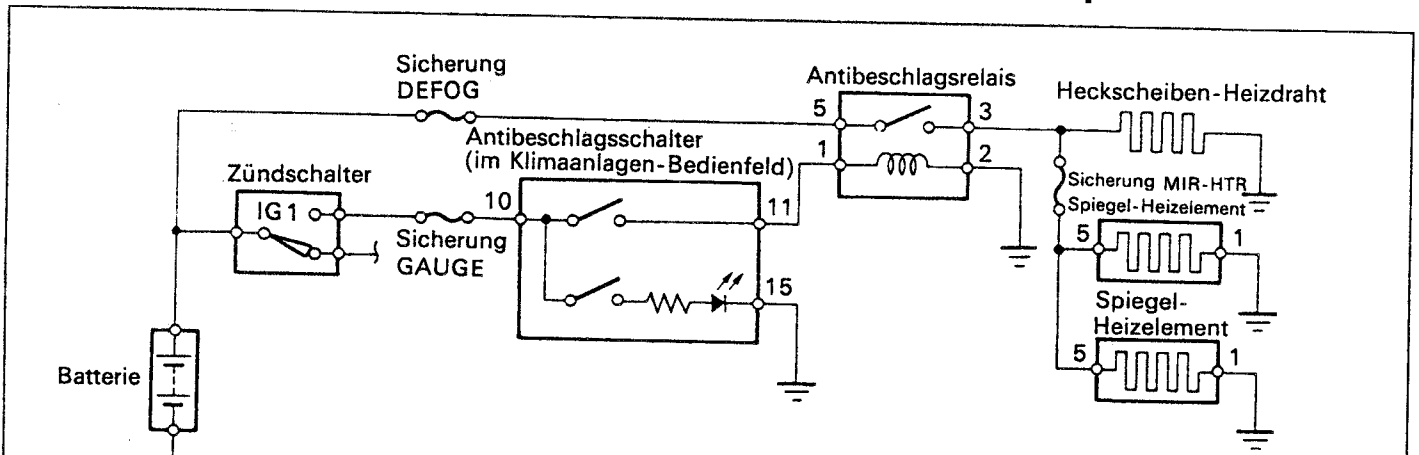 Sicherung
DEFOG
Antibeschlagsrelais
5
3
Heckscheiben-Heizdraht
Antibeschlagsschalter
(im Klimaanlagen-Bedienfeld)
1
2
Zündschalter
IG1
10
11
Sicherung MIR-HTR
Spiegel-Heizelement
Sicherung
GAUGE
5
1
15
Spiegel-
Heizelement
5
1
Batterie